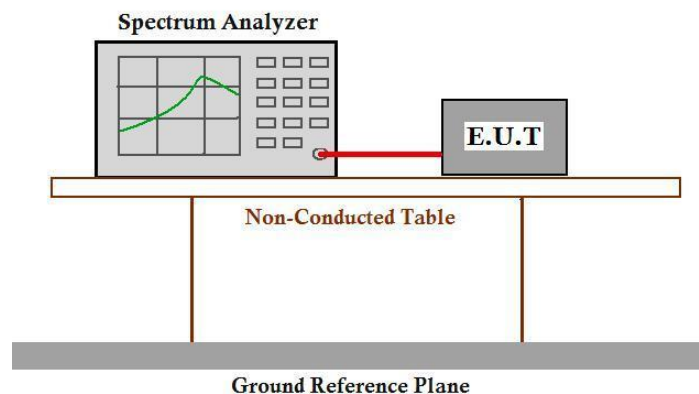 Spectrum Analyzer
E.U.T
Non-Conducted Table
Ground Reference Plane